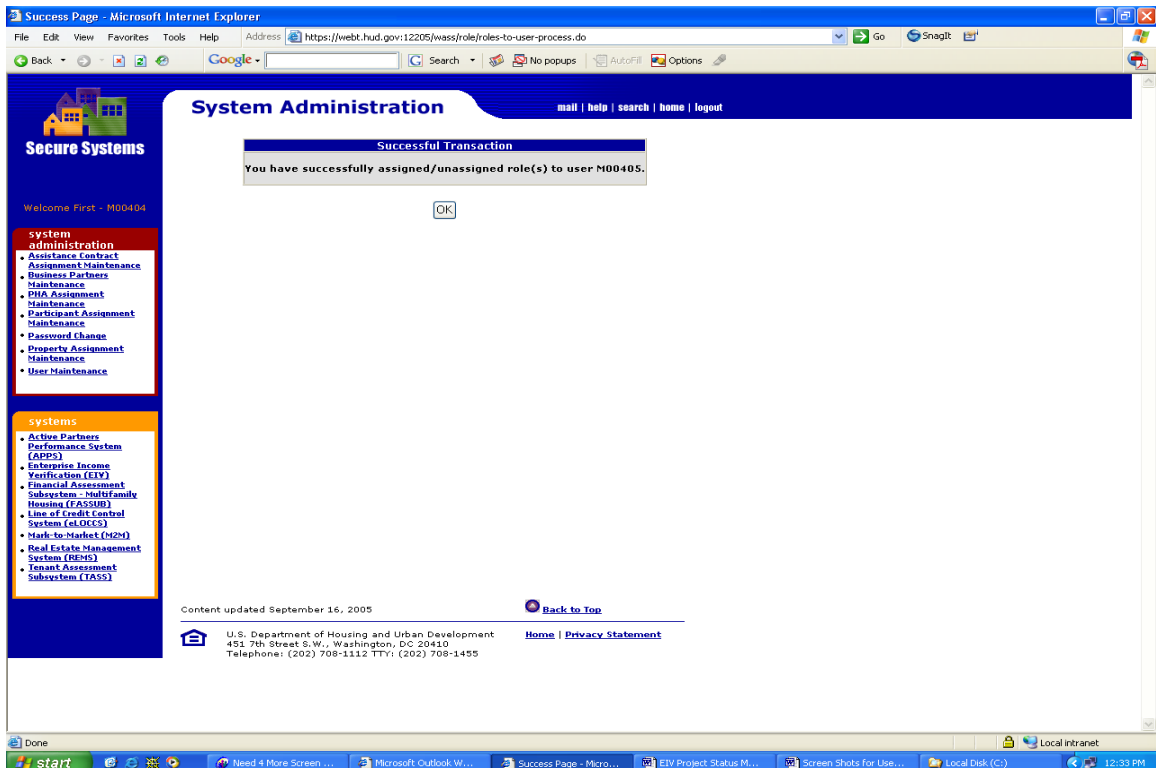 Success Page - Microsoft Internet Explorer
File Edit View Favorites Tools Help Address https://webt.hud.gov:12205/wass/role/roles-to-user-process.do Go SnagIt
Back Google Search No popups AutoFill Options
Secure Systems
System Administration
mail | help | search | home | logout
Successful Transaction
You have successfully assigned/unassigned role(s) to user M00405.
OK
Welcome First - M00404
system
administration
Assistance Contract
Assignment Maintenance
Business Partners
Maintenance
PHA Assignment
Maintenance
Participant Assignment
Maintenance
Password Change
Property Assignment
Maintenance
User Maintenance
systems
Active Partners
Performance System
(APPS)
Enterprise Income
Verification (EIV)
Financial Assessment
Subsystem - Multifamily
Housing (FASSUB)
Line of Credit Control
System (eLOCCS)
Mark-to-Market (M2M)
Real Estate Management
System (REMS)
Tenant Assessment
Subsystem (TASS)
Content updated September 16, 2005
Back to Top
U.S. Department of Housing and Urban Development
451 7th Street S.W., Washington, DC 20410
Telephone: (202) 708-1112 TTY: (202) 708-1455
Home | Privacy Statement
Done
Local intranet
start Need 4 More Screen ... Microsoft Outlook W... Success Page - Micro... EIV Project Status M... Screen Shots for Use... Local Disk (C:) 12:33 PM